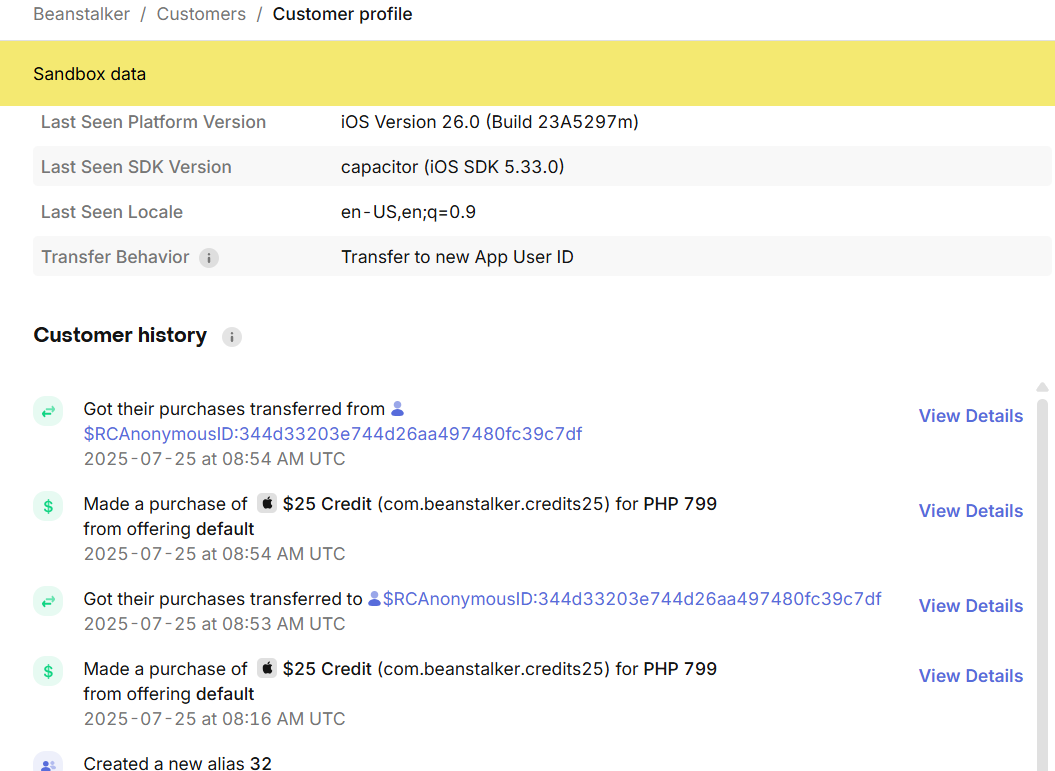 Beanstalker / Customers / Customer profile
Sandbox data
Last Seen Platform Version iOS Version 26.0 (Build 23A5297m)
Last Seen SDK Version capacitor (iOS SDK 5.33.0)
Last Seen Locale en-US,en;q=0.9
Transfer Behavior i Transfer to new App User ID
Customer history i
Got their purchases transferred from
$RCAnonymousID:344d33203e744d26aa497480fc39c7df
2025-07-25 at 08:54 AM UTC
View Details
$ Made a purchase of $25 Credit (com.beanstalker.credits25) for PHP 799
from offering default
2025-07-25 at 08:54 AM UTC
View Details
Got their purchases transferred to $RCAnonymousID:344d33203e744d26aa497480fc39c7df
2025-07-25 at 08:53 AM UTC
View Details
$ Made a purchase of $25 Credit (com.beanstalker.credits25) for PHP 799
from offering default
2025-07-25 at 08:16 AM UTC
View Details
Created a new alias 32